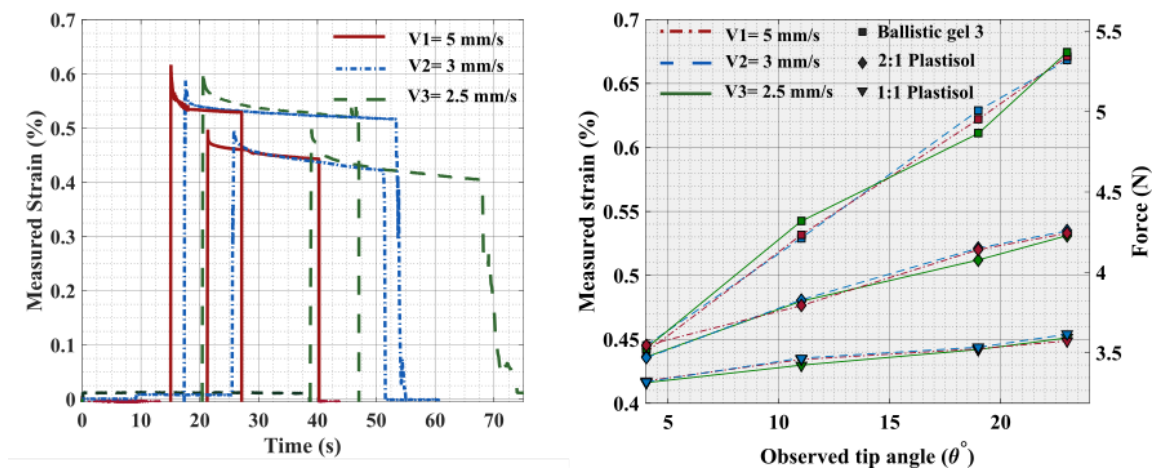 0.7
0.6
0.5
0.4
0.3
0.2
0.1
0
Measured Strain (%)
V1= 5 mm/s
V2= 3 mm/s
V3= 2.5 mm/s
0 10 20 30 40 50 60 70
Time (s)
0.7
0.65
0.6
0.55
0.5
0.45
0.4
Measured strain (%)
V1= 5 mm/s
V2= 3 mm/s
V3= 2.5 mm/s
Ballistic gel 3
2:1 Plastisol
1:1 Plastisol
5.5
5
4.5
4
3.5
Force (N)
5 10 15 20
Observed tip angle (θ°)